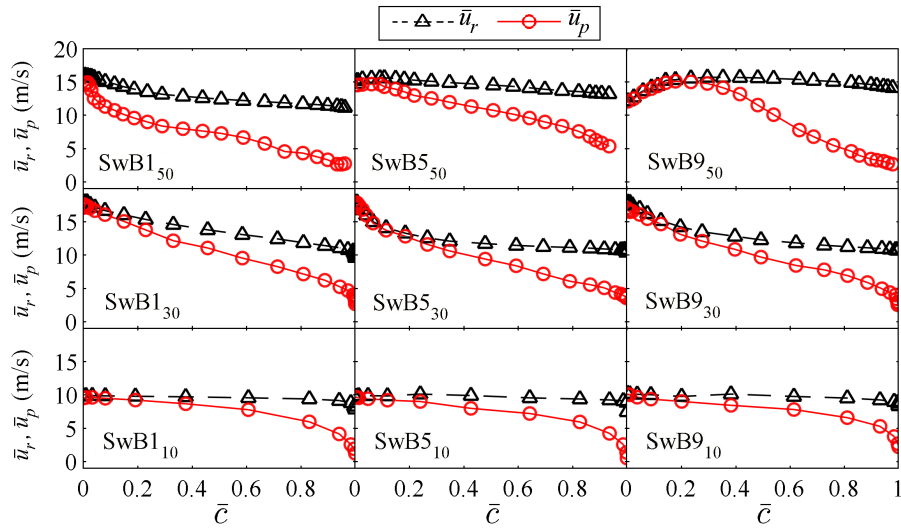 ū_r ū_p
20
15
10
5
0
ū_r, ū_p (m/s)
SwB1_50 SwB5_50 SwB9_50
15
10
5
0
ū_r, ū_p (m/s)
SwB1_30 SwB5_30 SwB9_30
15
10
5
0
ū_r, ū_p (m/s)
SwB1_10 SwB5_10 SwB9_10
0 0.2 0.4 0.6 0.8 0 0.2 0.4 0.6 0.8 0 0.2 0.4 0.6 0.8 1
c̄ c̄ c̄